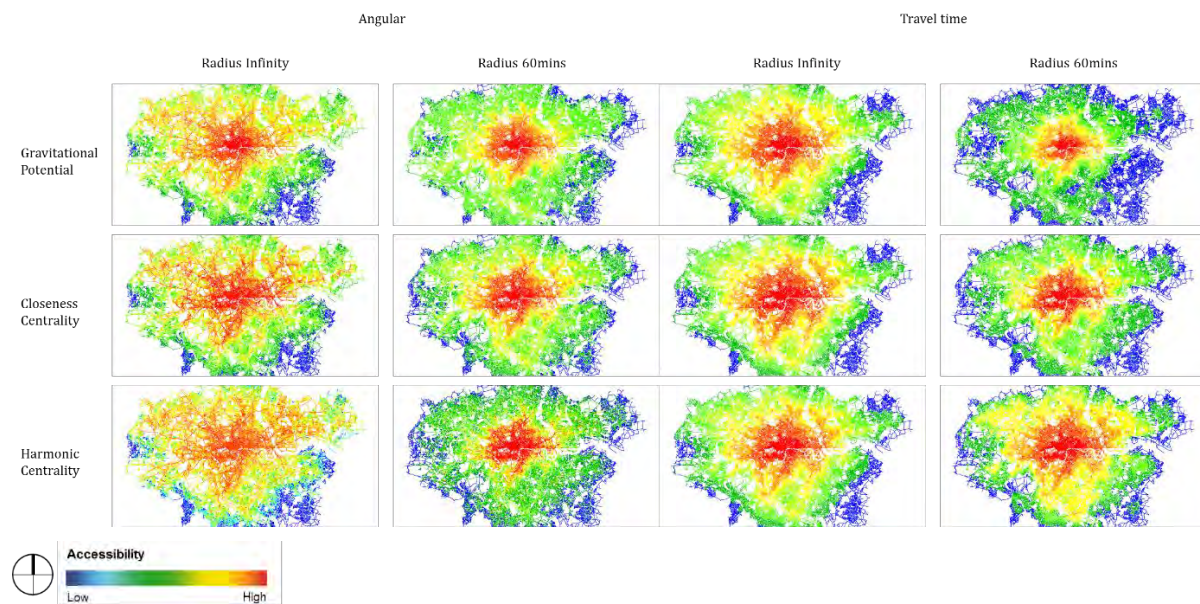 Angular
Travel time
Radius Infinity
Radius 60mins
Radius Infinity
Radius 60mins
Gravitational
Potential
Closeness
Centrality
Harmonic
Centrality
Accessibility
Low
High